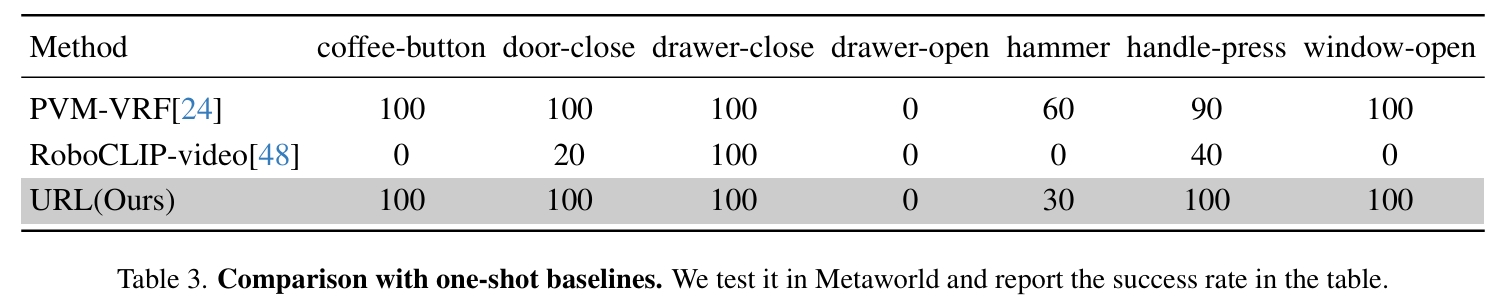 Method coffee-button door-close drawer-close drawer-open hammer handle-press window-open
PVM-VRF[24] 100 100 100 0 60 90 100
RoboCLIP-video[48] 0 20 100 0 0 40 0
URL(Ours) 100 100 100 0 30 100 100
Table 3. Comparison with one-shot baselines. We test it in Metaworld and report the success rate in the table.